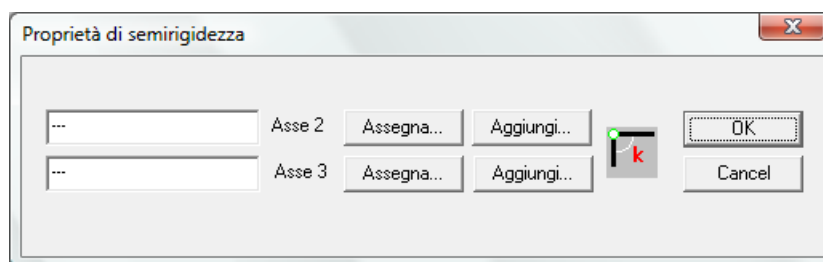 Proprietà di semirigidezza
X
--- Asse 2 Assegna... Aggiungi... OK
k
--- Asse 3 Assegna... Aggiungi... Cancel